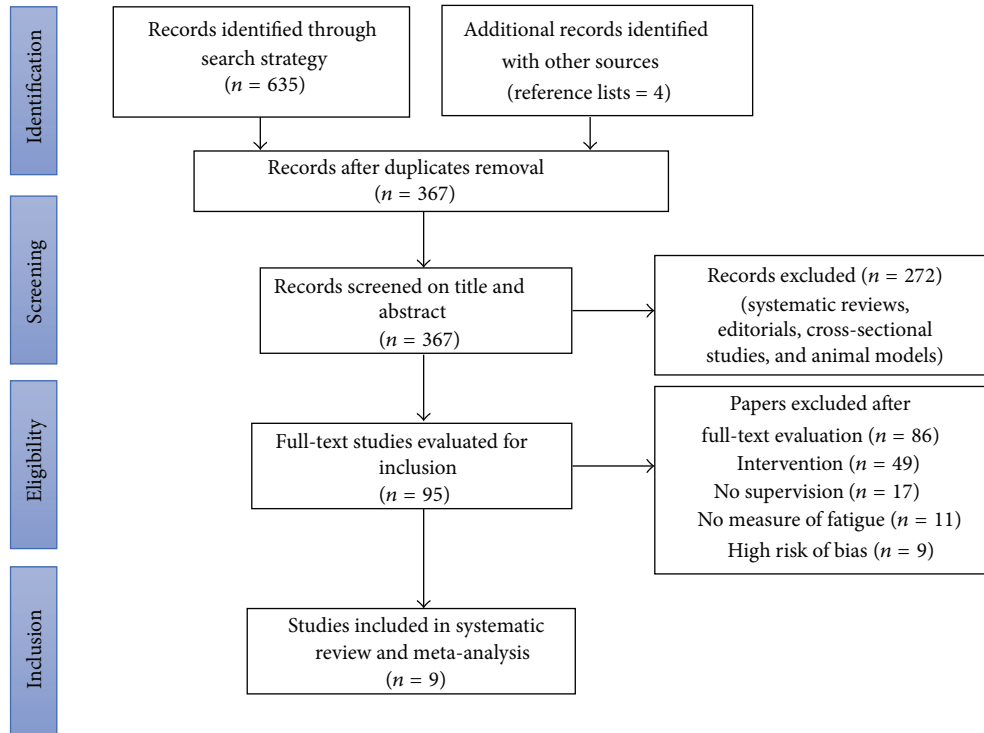 Identification
Records identified through
search strategy
(n = 635)
Additional records identified
with other sources
(reference lists = 4)
Records after duplicates removal
(n = 367)
Screening
Records screened on title and
abstract
(n = 367)
Records excluded (n = 272)
(systematic reviews,
editorials, cross-sectional
studies, and animal models)
Eligibility
Full-text studies evaluated for
inclusion
(n = 95)
Papers excluded after
full-text evaluation (n = 86)
Intervention (n = 49)
No supervision (n = 17)
No measure of fatigue (n = 11)
High risk of bias (n = 9)
Inclusion
Studies included in systematic
review and meta-analysis
(n = 9)